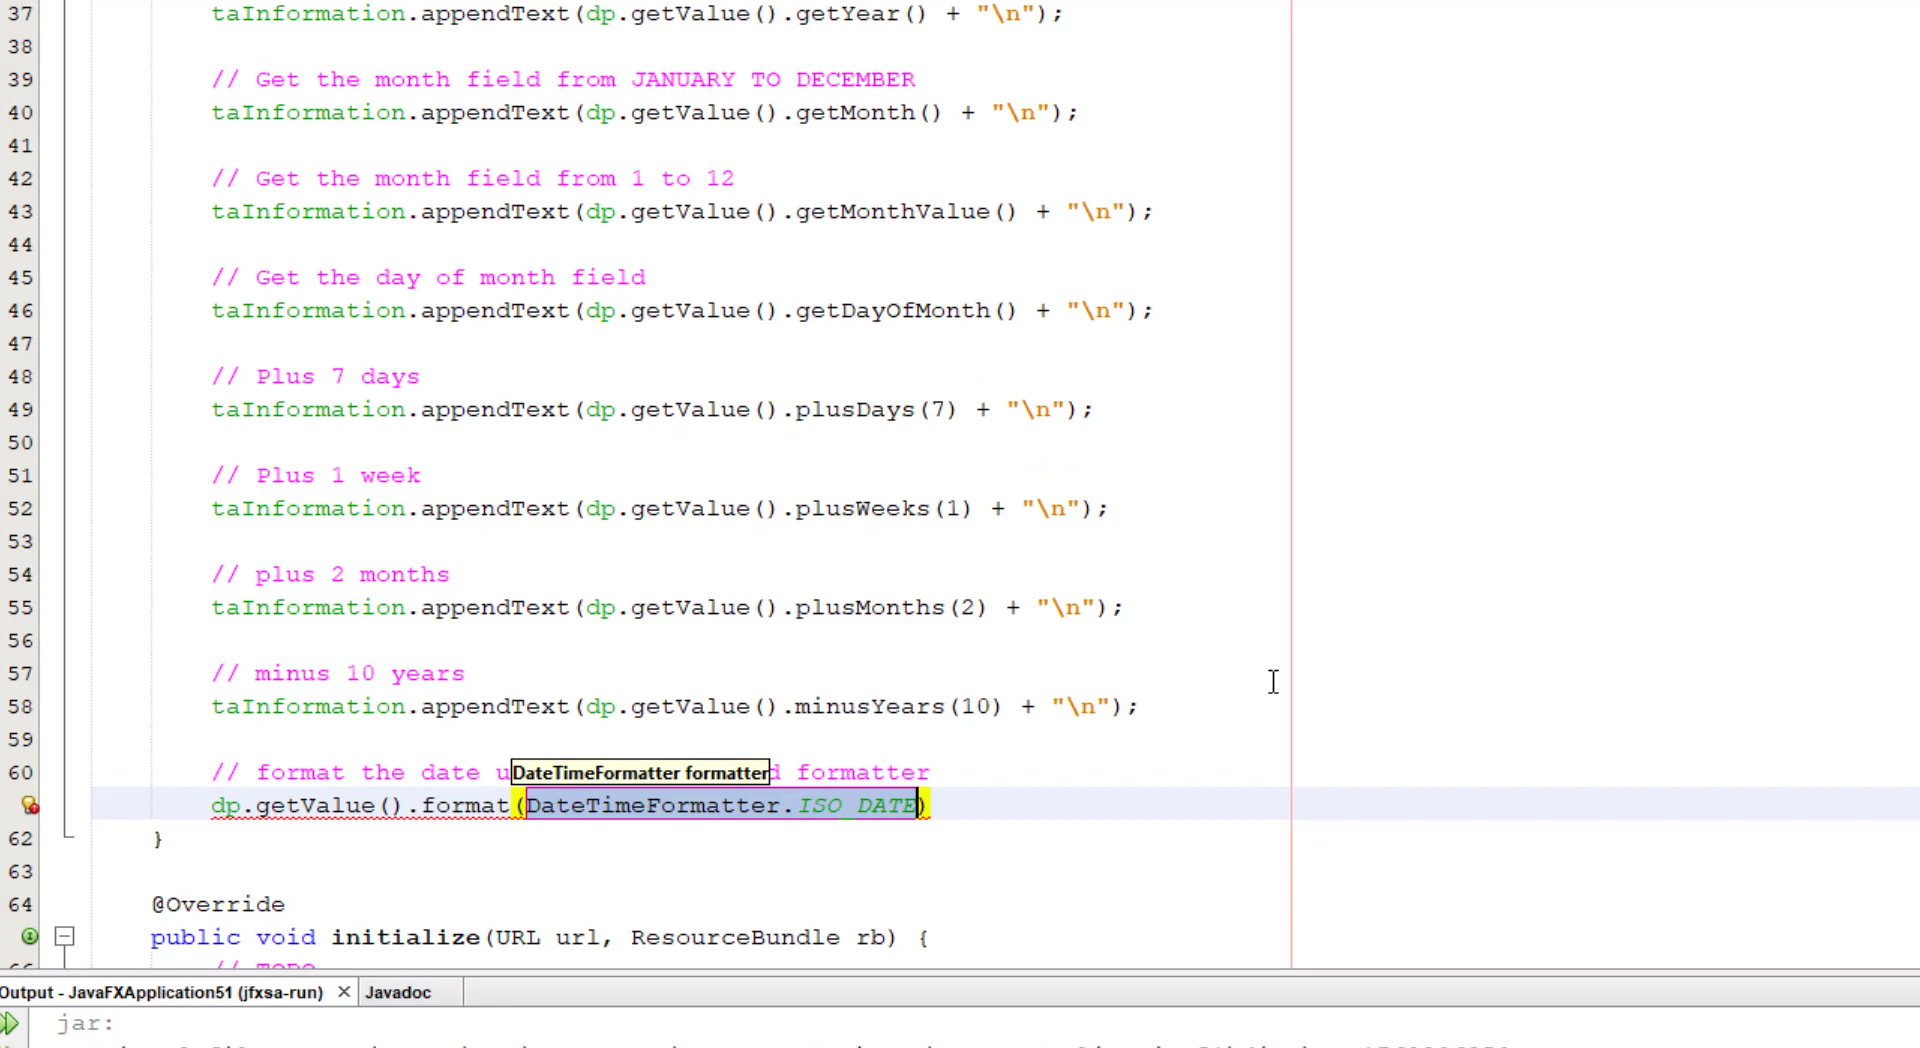 37 taInformation.appendText(dp.getValue().getYear() + "\n");
38
39 // Get the month field from JANUARY TO DECEMBER
40 taInformation.appendText(dp.getValue().getMonth() + "\n");
41
42 // Get the month field from 1 to 12
43 taInformation.appendText(dp.getValue().getMonthValue() + "\n");
44
45 // Get the day of month field
46 taInformation.appendText(dp.getValue().getDayOfMonth() + "\n");
47
48 // Plus 7 days
49 taInformation.appendText(dp.getValue().plusDays(7) + "\n");
50
51 // Plus 1 week
52 taInformation.appendText(dp.getValue().plusWeeks(1) + "\n");
53
54 // plus 2 months
55 taInformation.appendText(dp.getValue().plusMonths(2) + "\n");
56
57 // minus 10 years
58 taInformation.appendText(dp.getValue().minusYears(10) + "\n");
59
60 // format the date u DateTimeFormatter formatter d formatter
dp.getValue().format(DateTimeFormatter.ISO_DATE)
62 }
63
64 @Override
public void initialize(URL url, ResourceBundle rb) {
// TODO
Output - JavaFXApplication51 (jfxsa-run) Javadoc
jar: